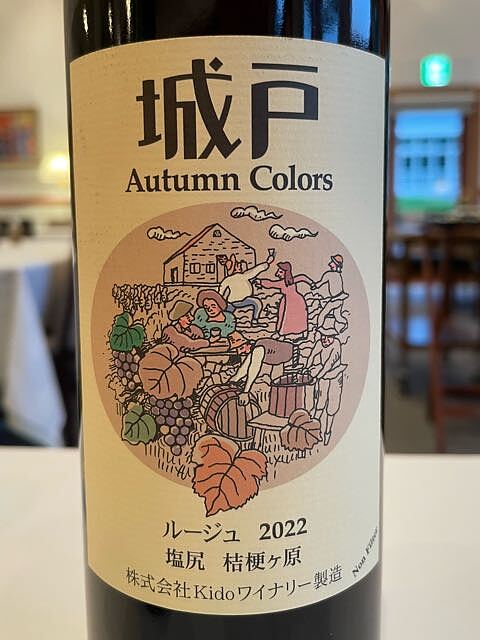 城戸
Autumn Colors
ルージュ 2022
塩尻 桔梗ヶ原
株式会社Kidoワイナリー製造
Non Filter